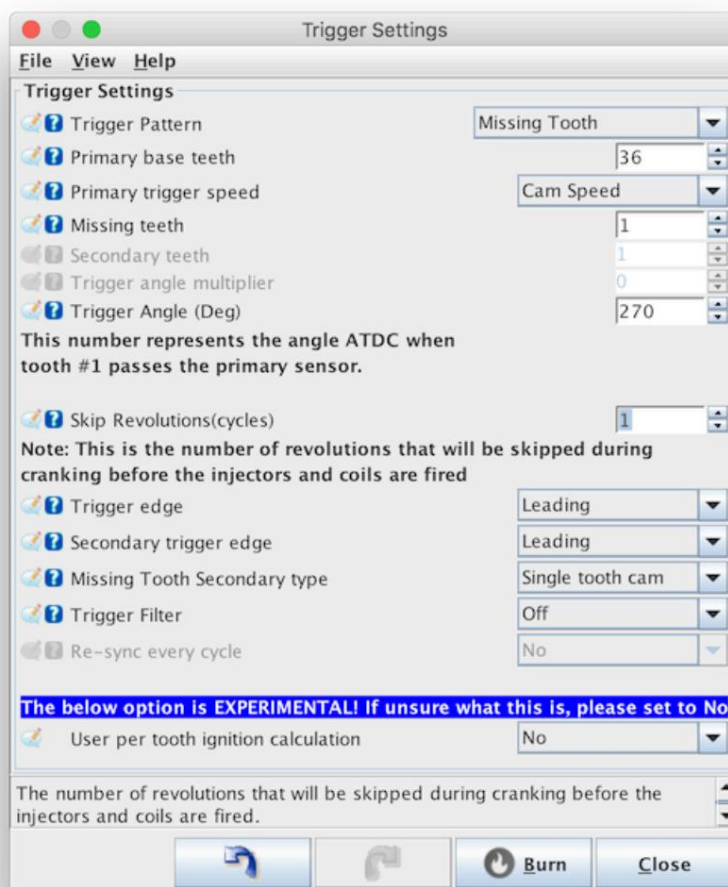 Trigger Settings
File View Help
Trigger Settings
Trigger Pattern Missing Tooth
Primary base teeth 36
Primary trigger speed Cam Speed
Missing teeth 1
Secondary teeth 1
Trigger angle multiplier 0
Trigger Angle (Deg) 270
This number represents the angle ATDC when
tooth #1 passes the primary sensor.
Skip Revolutions(cycles) 1
Note: This is the number of revolutions that will be skipped during
cranking before the injectors and coils are fired
Trigger edge Leading
Secondary trigger edge Leading
Missing Tooth Secondary type Single tooth cam
Trigger Filter Off
Re-sync every cycle No
The below option is EXPERIMENTAL! If unsure what this is, please set to No
User per tooth ignition calculation No
The number of revolutions that will be skipped during cranking before the
injectors and coils are fired.
Burn Close